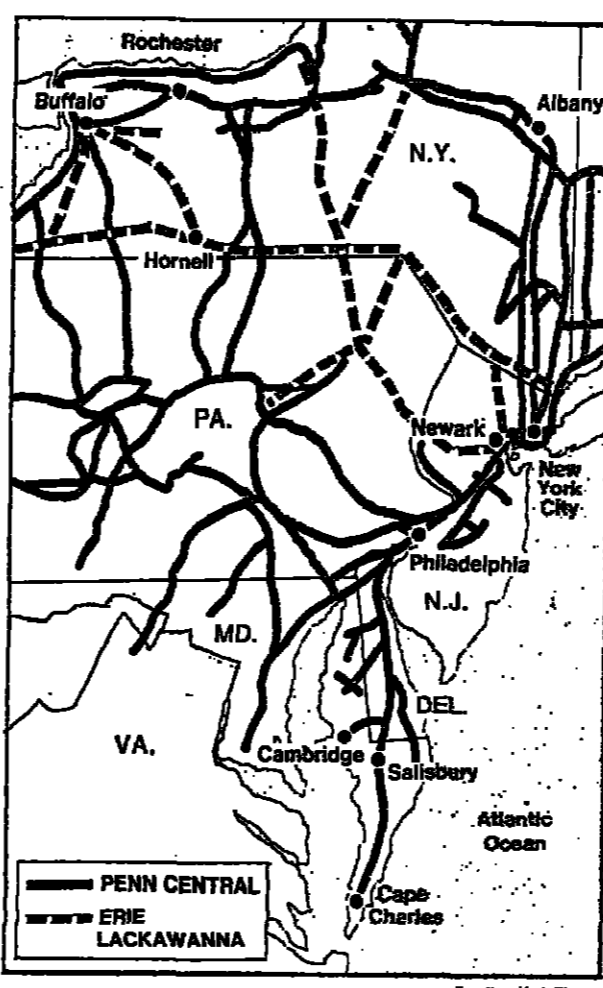 Rochester
Buffalo
Albany
N.Y.
Hornell
PA.
Newark
New
York
City
Philadelphia
N.J.
MD.
DEL.
VA.
Cambridge
Salisbury
Atlantic
Ocean
PENN CENTRAL
ERIE
LACKAWANNA
Cape
Charles